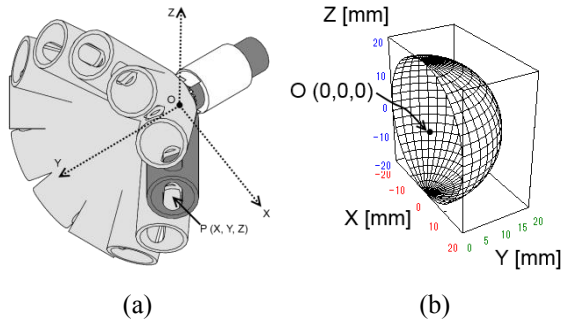 Z
O
Y
X
P (X, Y, Z)
(a)
Z [mm]
20
10
O (0,0,0)
0
-10
-20
-20
-10
0
10
20
X [mm]
0 5 10 15 20
Y [mm]
(b)